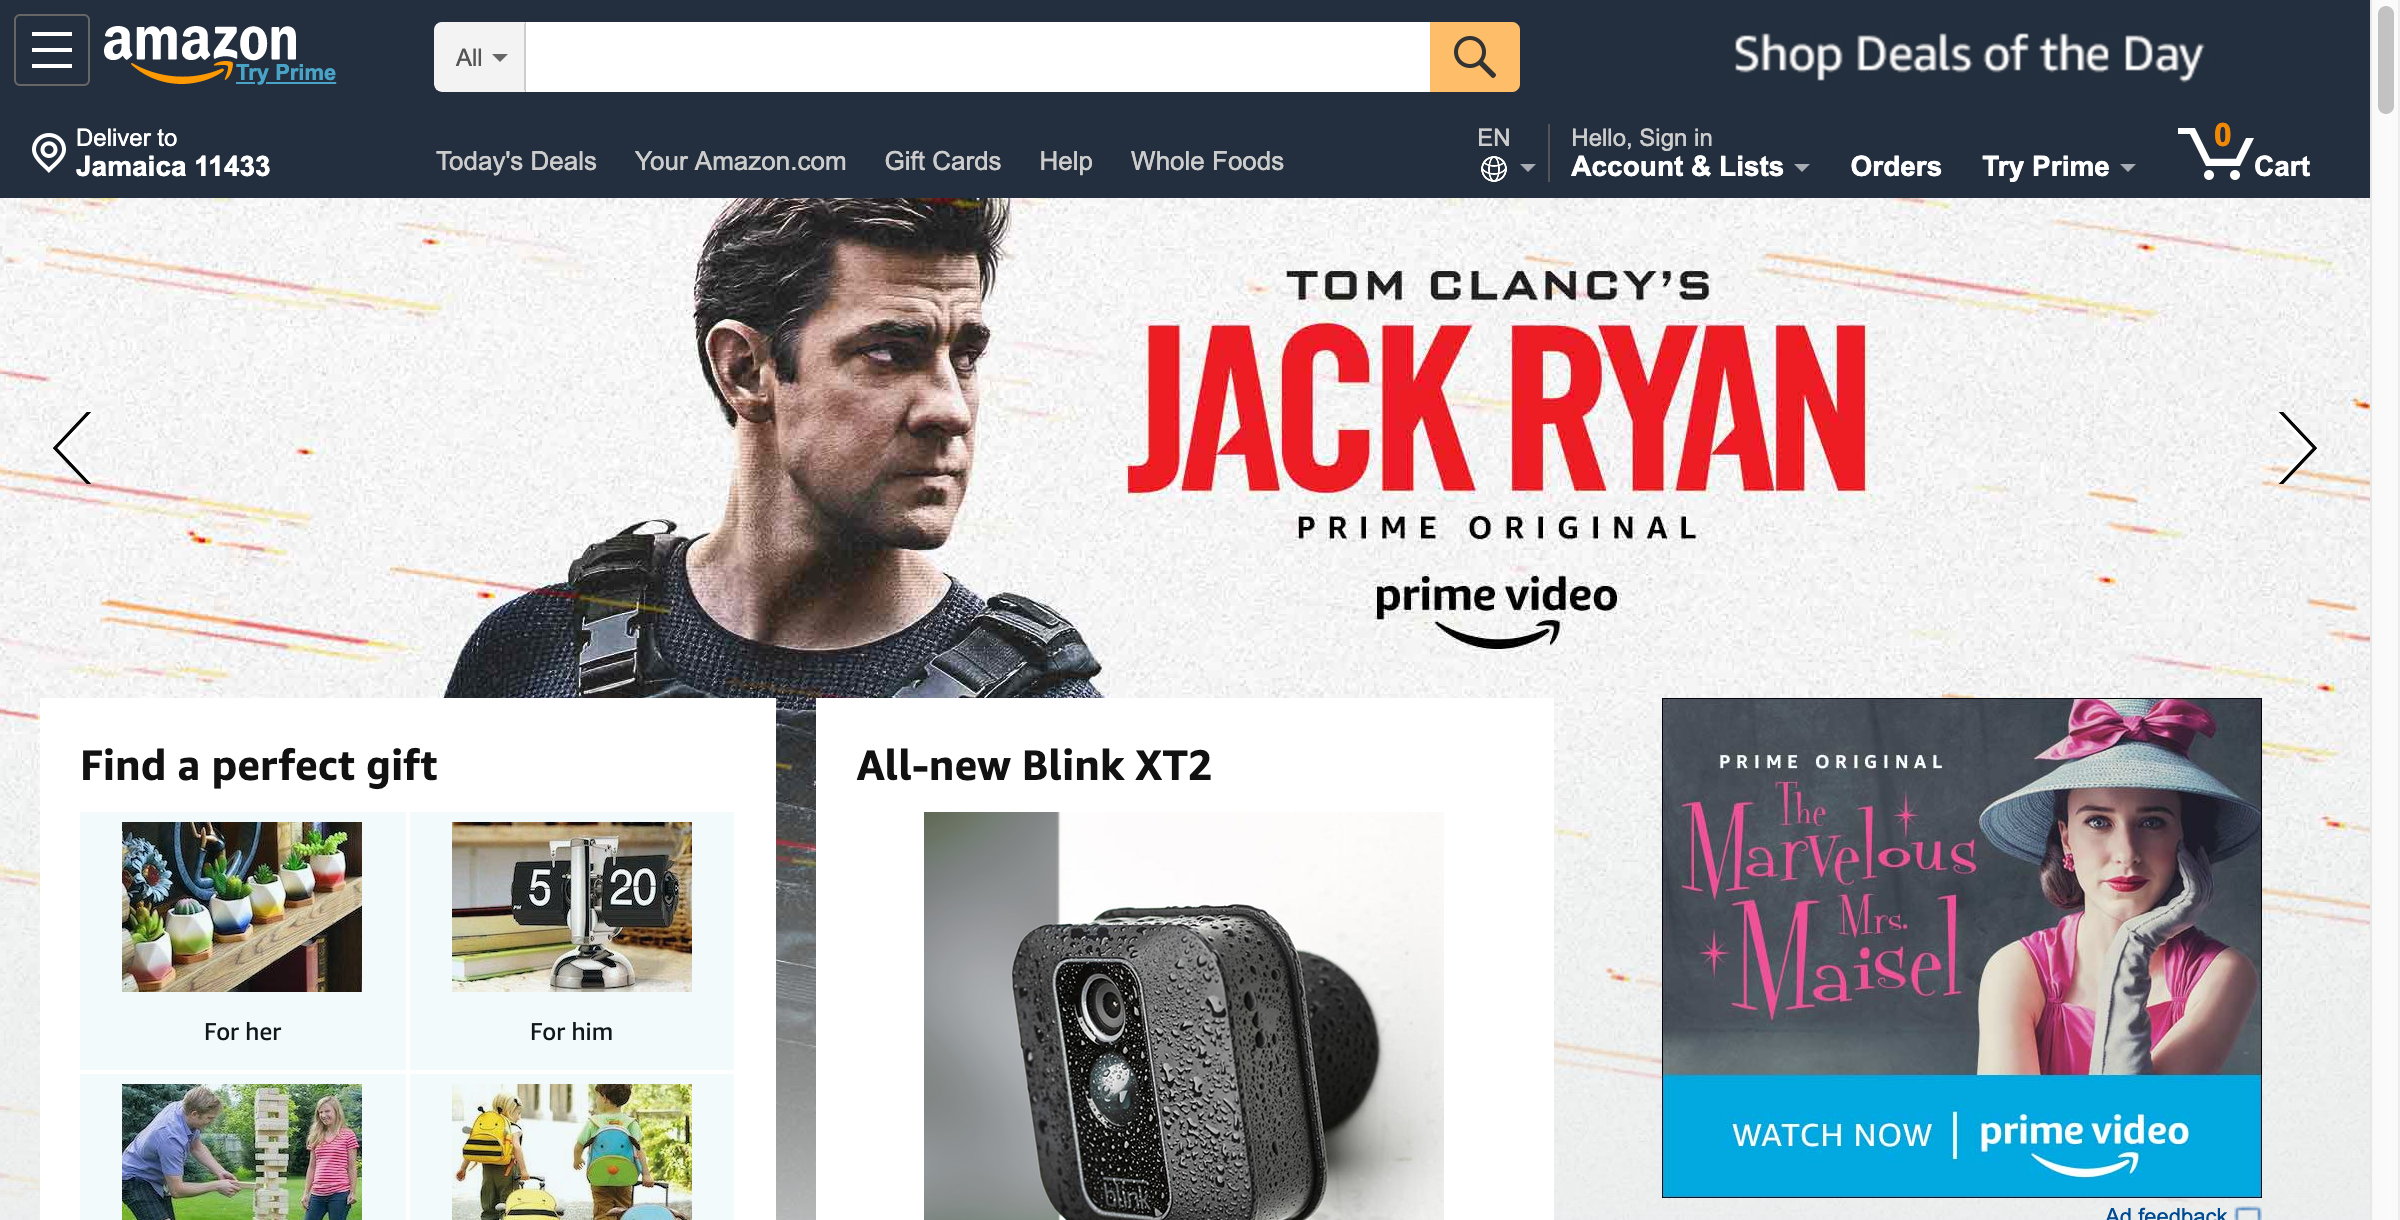 amazon
Try Prime
All
Shop Deals of the Day
Deliver to
Jamaica 11433
Today's Deals
Your Amazon.com
Gift Cards
Help
Whole Foods
EN
Hello, Sign in
Account & Lists
Orders
Try Prime
0
Cart
TOM CLANCY'S
JACK RYAN
PRIME ORIGINAL
prime video
Find a perfect gift
5
20
PM
For her
For him
All-new Blink XT2
blink
PRIME ORIGINAL
The
Marvelous
Mrs.
Maisel
WATCH NOW
prime video
Ad feedback